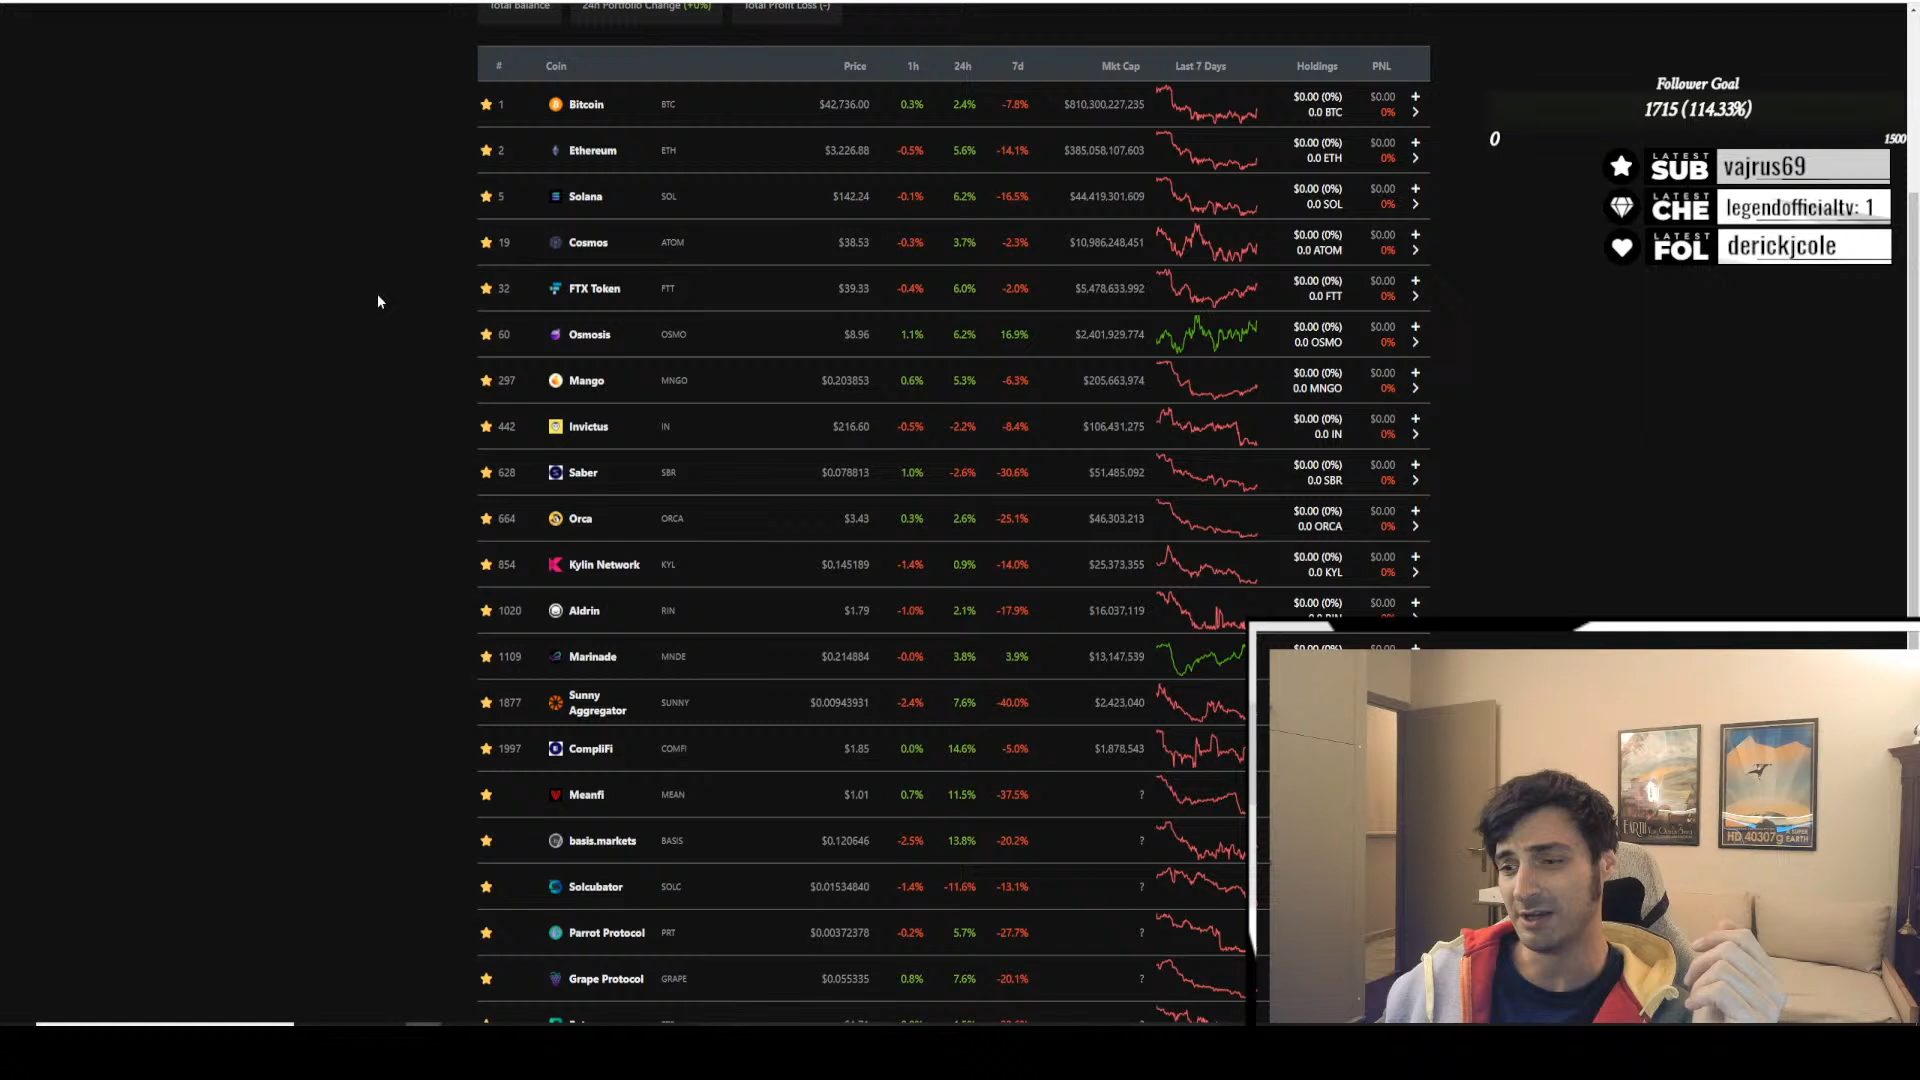 Total Balance 24h Portfolio Change (+0%) Total Profit Loss (-)
# Coin Price 1h 24h 7d Mkt Cap Last 7 Days Holdings PNL
1 Bitcoin BTC $42,736.00 0.3% 2.4% -7.8% $810,300,227,235 $0.00 (0%) $0.00 +
0.0 BTC 0%
2 Ethereum ETH $3,226.88 -0.5% 5.6% -14.1% $385,058,107,603 $0.00 (0%) $0.00 +
0.0 ETH 0%
5 Solana SOL $142.24 -0.1% 6.2% -16.5% $44,419,301,609 $0.00 (0%) $0.00 +
0.0 SOL 0%
19 Cosmos ATOM $38.53 -0.3% 3.7% -2.3% $10,986,248,451 $0.00 (0%) $0.00 +
0.0 ATOM 0%
32 FTX Token FTT $39.33 -0.4% 6.0% -2.0% $5,478,633,992 $0.00 (0%) $0.00 +
0.0 FTT 0%
60 Osmosis OSMO $8.96 1.1% 6.2% 16.9% $2,401,929,774 $0.00 (0%) $0.00 +
0.0 OSMO 0%
297 Mango MNGO $0.203853 0.6% 5.3% -6.3% $205,663,974 $0.00 (0%) $0.00 +
0.0 MNGO 0%
442 Invictus IN $216.60 -0.5% -2.2% -8.4% $106,431,275 $0.00 (0%) $0.00 +
0.0 IN 0%
628 Saber SBR $0.078813 1.0% -2.6% -30.6% $51,485,092 $0.00 (0%) $0.00 +
0.0 SBR 0%
664 Orca ORCA $3.43 0.3% 2.6% -25.1% $46,303,213 $0.00 (0%) $0.00 +
0.0 ORCA 0%
854 Kylin Network KYL $0.145189 -1.4% 0.9% -14.0% $25,373,355 $0.00 (0%) $0.00 +
0.0 KYL 0%
1020 Aldrin RIN $1.79 -1.0% 2.1% -17.9% $16,037,119 $0.00 (0%) $0.00 +
1109 Marinade MNDE $0.214884 -0.0% 3.8% 3.9% $13,147,539
1877 Sunny Aggregator SUNNY $0.00943931 -2.4% 7.6% -40.0% $2,423,040
1997 CompliFi COMFI $1.85 0.0% 14.6% -5.0% $1,878,543
Meanfi MEAN $1.01 0.7% 11.5% -37.5% ?
basis.markets BASIS $0.120646 -2.5% 13.8% -20.2% ?
Solcubator SOLC $0.01534840 -1.4% -11.6% -13.1% ?
Parrot Protocol PRT $0.00372378 -0.2% 5.7% -27.7% ?
Grape Protocol GRAPE $0.055335 0.8% 7.6% -20.1% ?
Follower Goal
1715 (114.33%)
0 1500
LATEST SUB vajrus69
LATEST CHE legendofficialtv: 1
LATEST FOL derickjcole
EARTH
HD 40307g A SUPER EARTH